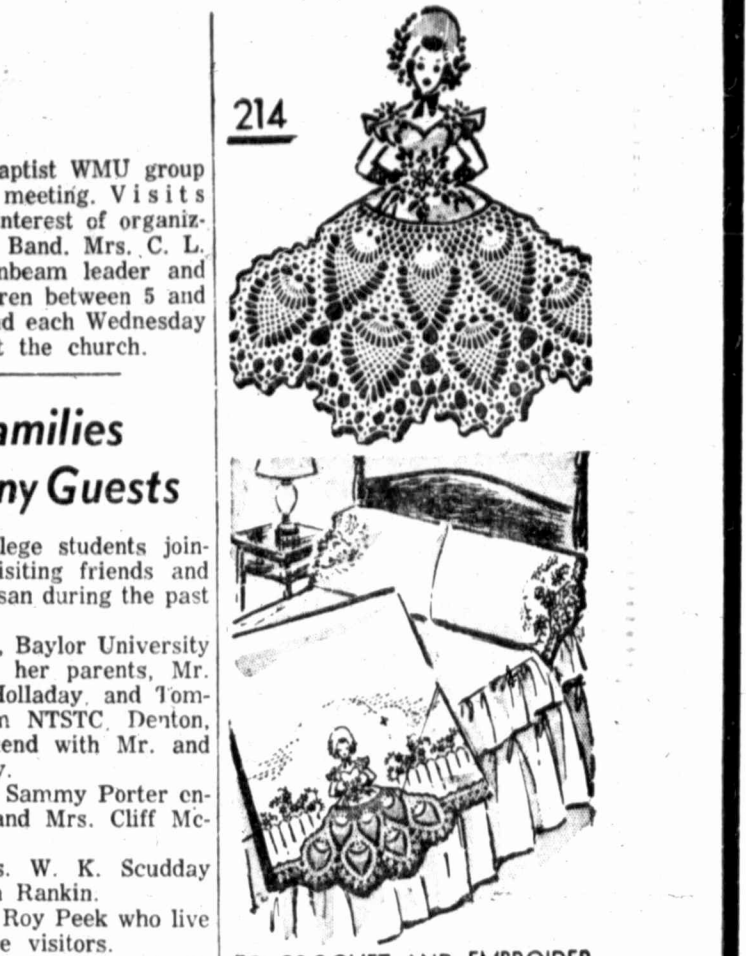 aptist WMU group
meeting. Visits
nterest of organiz-
Band. Mrs. C. L.
nbeam leader and
ren between 5 and
d each Wednesday
t the church.
amilies
ny Guests
lege students join-
isiting friends and
san during the past
, Baylor University
her parents, Mr.
Holladay, and Tom-
m NTSTC, Denton,
end with Mr. and
y.
Sammy Porter en-
and Mrs. Cliff Mc-
s. W. K. Scudday
n Rankin.
Roy Peek who live
e visitors.
214
CROCHET AND EMBROIDER